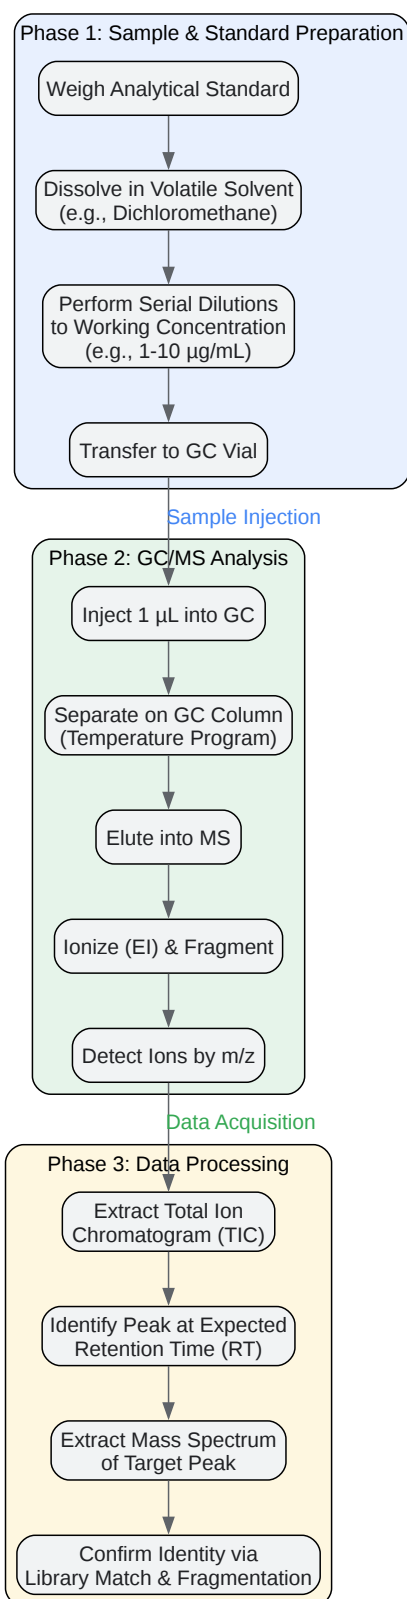 Phase 1: Sample & Standard Preparation
Weigh Analytical Standard
Dissolve in Volatile Solvent
(e.g., Dichloromethane)
Perform Serial Dilutions
to Working Concentration
(e.g., 1-10 µg/mL)
Transfer to GC Vial
Sample Injection
Phase 2: GC/MS Analysis
Inject 1 µL into GC
Separate on GC Column
(Temperature Program)
Elute into MS
Ionize (EI) & Fragment
Detect Ions by m/z
Data Acquisition
Phase 3: Data Processing
Extract Total Ion
Chromatogram (TIC)
Identify Peak at Expected
Retention Time (RT)
Extract Mass Spectrum
of Target Peak
Confirm Identity via
Library Match & Fragmentation